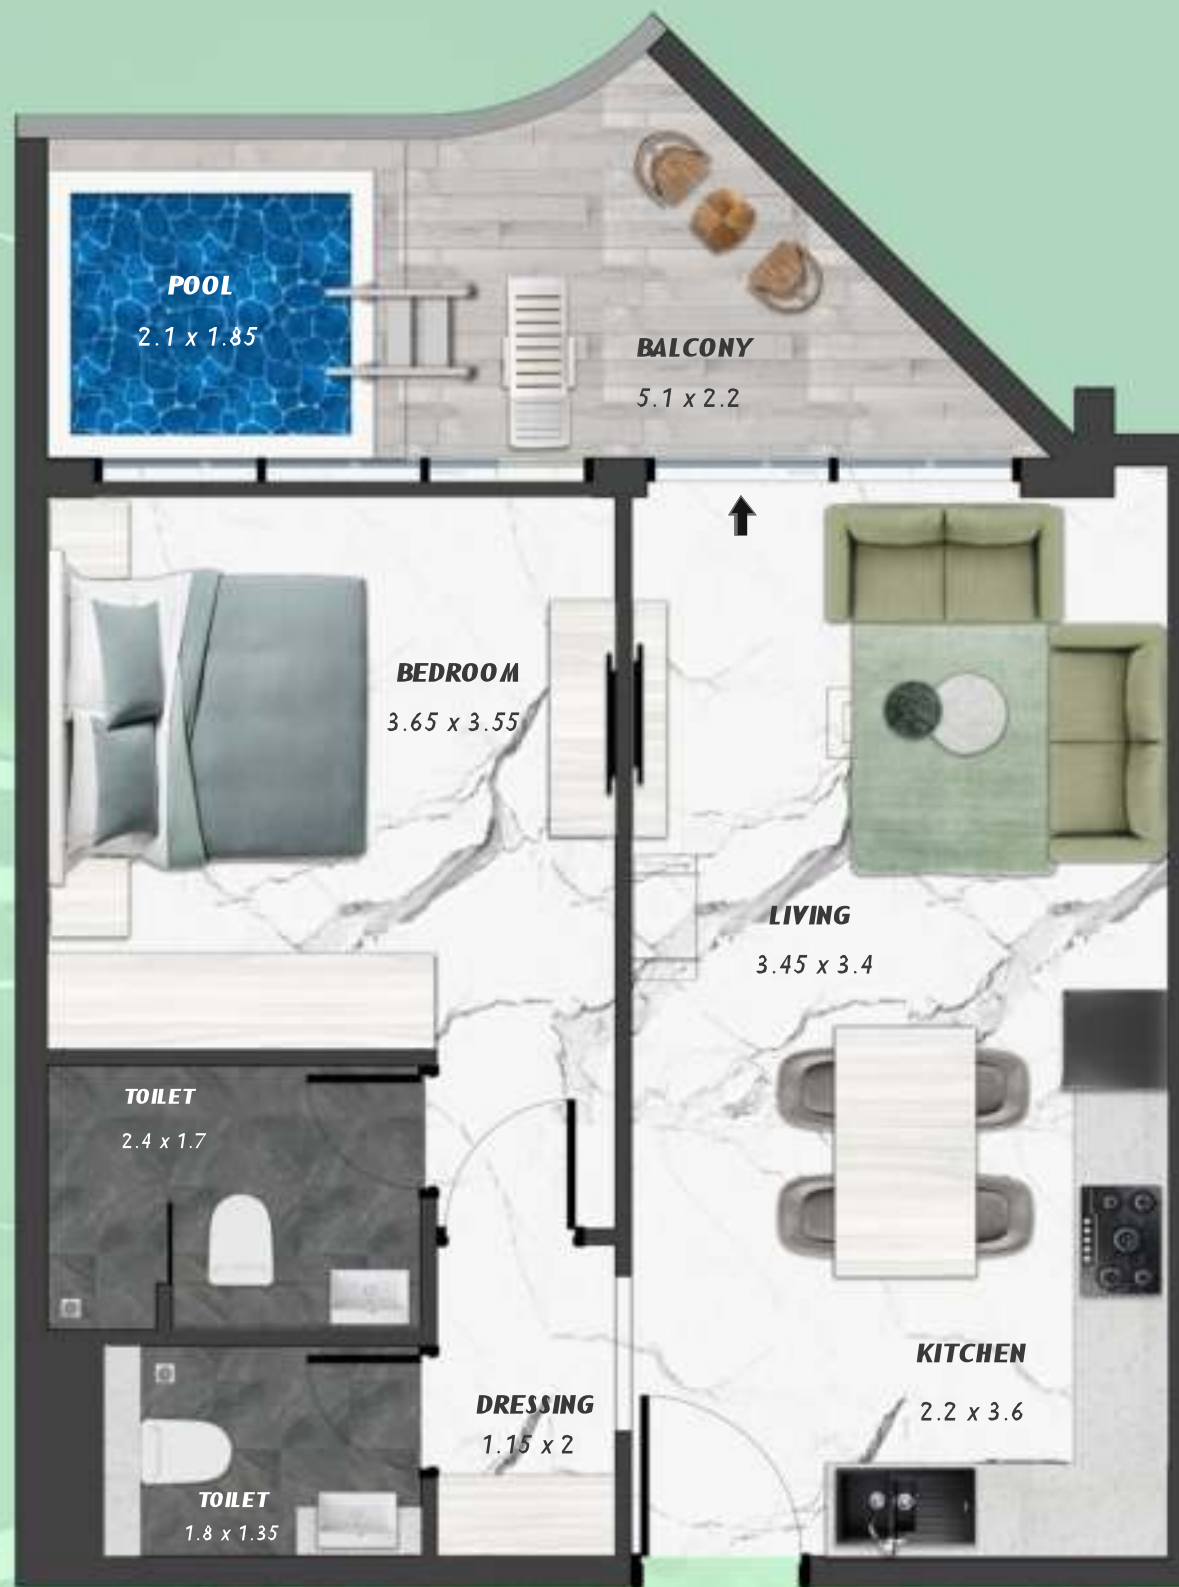 POOL
2.1 x 1.85
BALCONY
5.1 x 2.2
BEDROOM
3.65 x 3.55
LIVING
3.45 x 3.4
TOILET
2.4 x 1.7
KITCHEN
2.2 x 3.6
DRESSING
1.15 x 2
TOILET
1.8 x 1.35